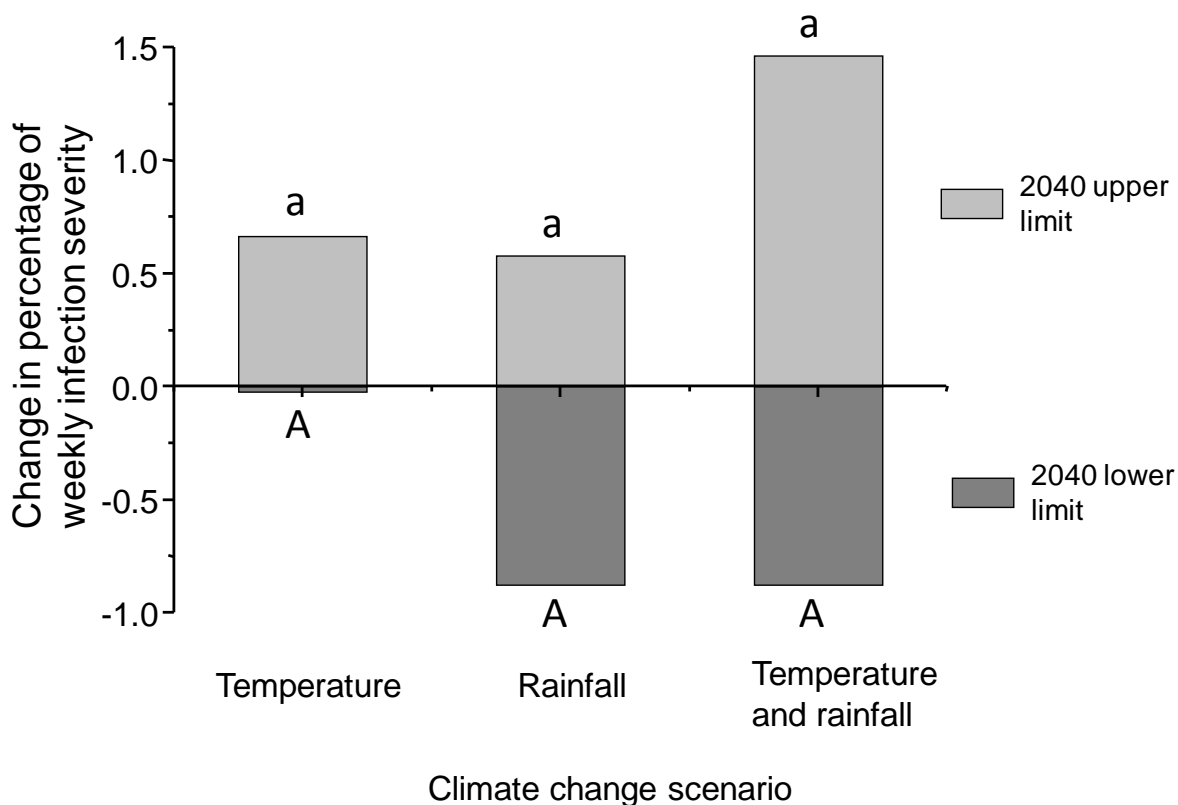 Change in percentage of
weekly infection severity
1.5
1.0
0.5
0.0
-0.5
-1.0
a
a
a
A
A
A
Temperature
Rainfall
Temperature
and rainfall
Climate change scenario
2040 upper
limit
2040 lower
limit